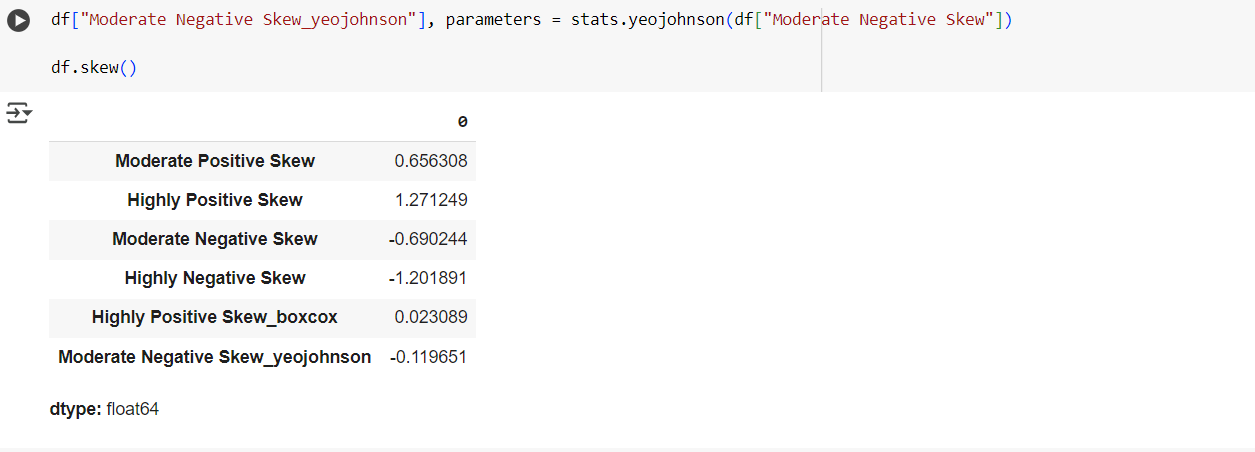 df["Moderate Negative Skew_yeojohnson"], parameters = stats.yeojohnson(df["Moderate Negative Skew"])
df.skew()
0
Moderate Positive Skew 0.656308
Highly Positive Skew 1.271249
Moderate Negative Skew -0.690244
Highly Negative Skew -1.201891
Highly Positive Skew_boxcox 0.023089
Moderate Negative Skew_yeojohnson -0.119651
dtype: float64